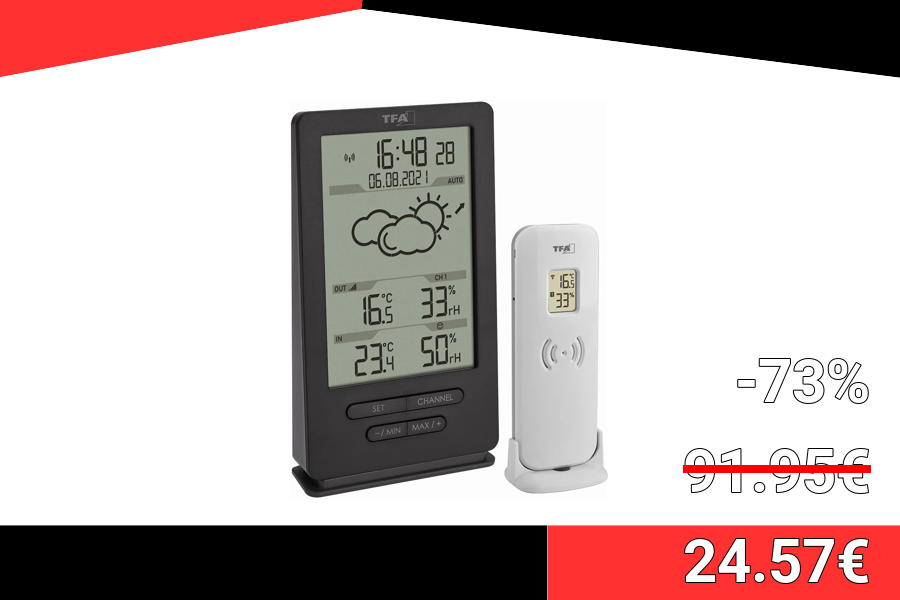 TFA
16:48 28
06.08.2021 AUTO
OUT CH 1
16.5 °C 33% rH
IN
23.4 °C 50% rH
SET CHANNEL
– / MIN MAX / +
TFA
16.5 °C
33%
-73%
91.95€
24.57€